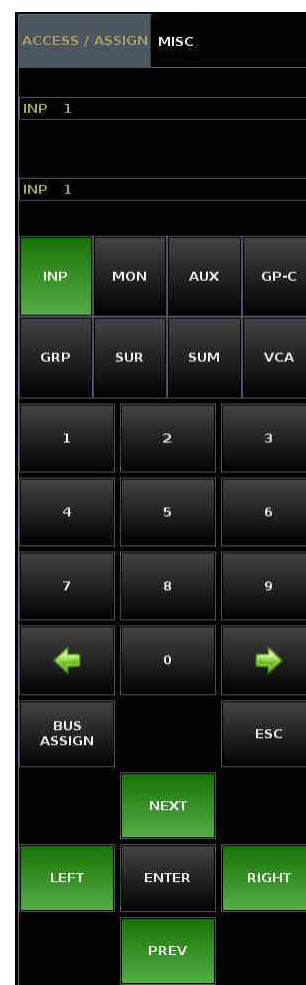 ACCESS / ASSIGN MISC
INP 1
INP 1
INP MON AUX GP-C
GRP SUR SUM VCA
1 2 3
4 5 6
7 8 9
0
BUS
ASSIGN
ESC
NEXT
LEFT ENTER RIGHT
PREV